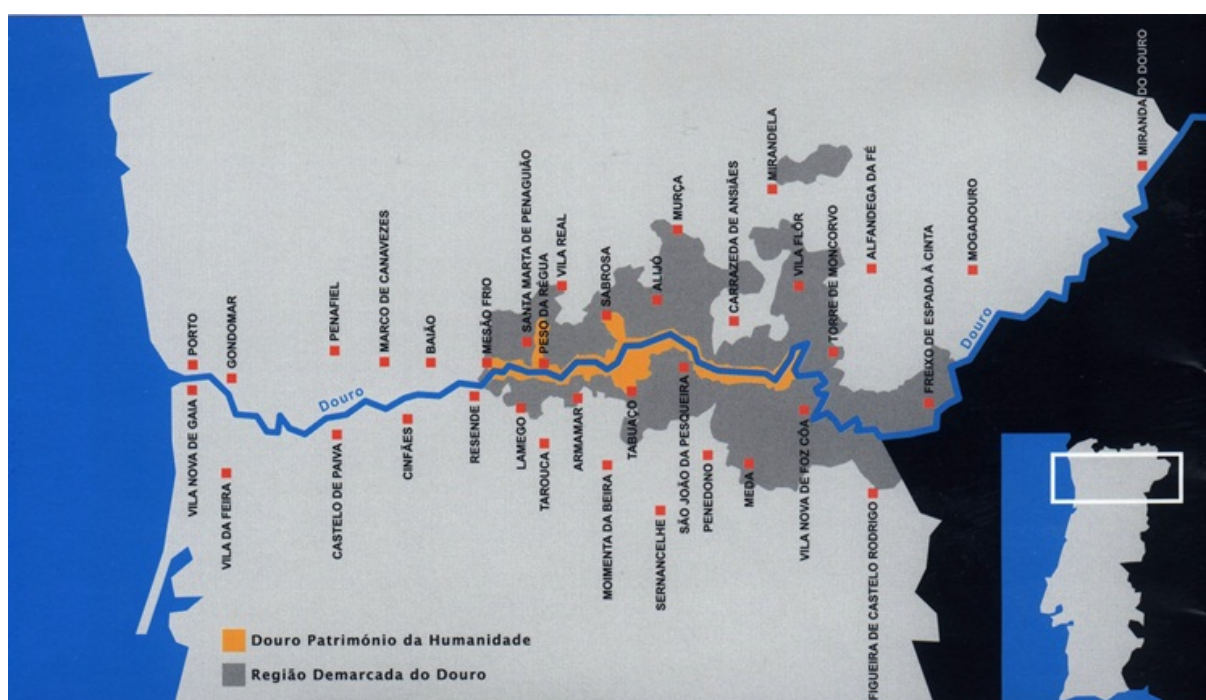 PORTO
VILA NOVA DE GAIA
GONDOMAR
VILA DA FEIRA
PENAFIEL
Douro
CASTELO DE PAIVA
MARCO DE CANAVEZES
CINFÃES
BAIÃO
RESENDE
MESÃO FRIO
SANTA MARTA DE PENAGUIÃO
LAMEGO
PESO DA RÉGUA
TAROUCA
VILA REAL
ARMAMAR
SABROSA
MOIMENTA DA BEIRA
TABUAÇO
ALIJÓ
SERNANCELHE
MURÇA
SÃO JOÃO DA PESQUEIRA
PENEDONO
CARRAZEDA DE ANSIÃES
MEDA
MIRANDELA
VILA FLÔR
VILA NOVA DE FOZ CÔA
TORRE DE MONCORVO
ALFANDEGA DA FÉ
FIGUEIRA DE CASTELO RODRIGO
FREIXO DE ESPADA À CINTA
MOGADOURO
Douro
MIRANDA DO DOURO
Douro Património da Humanidade
Região Demarcada do Douro